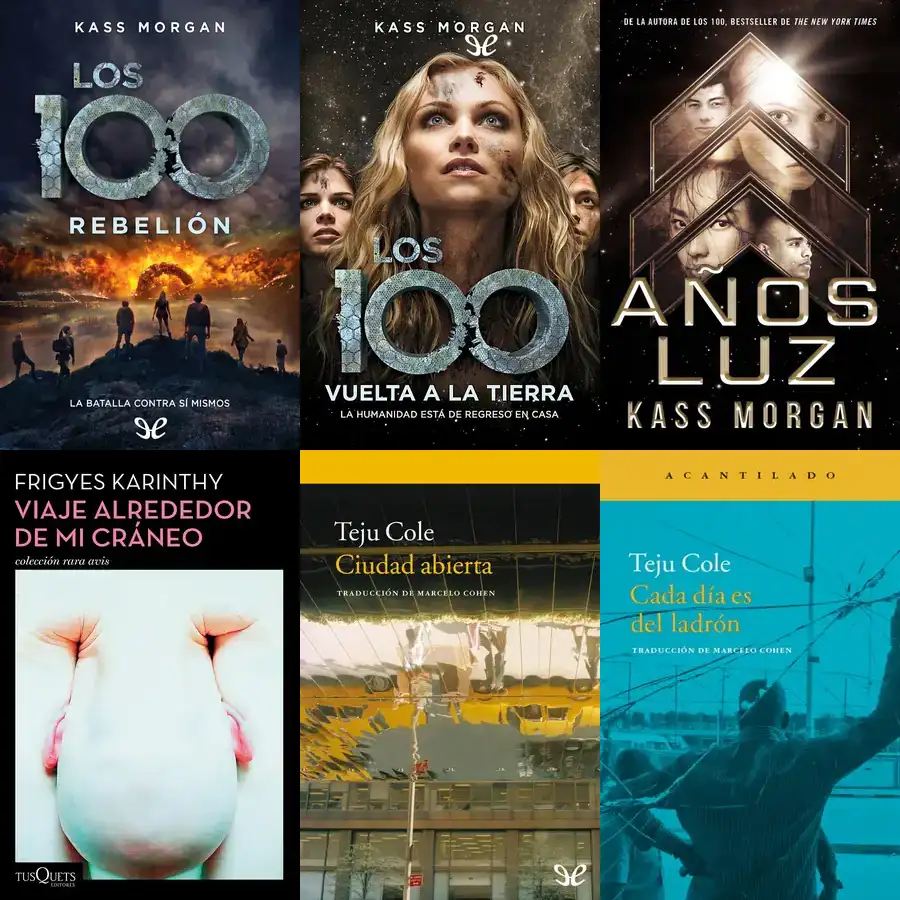 KASS MORGAN
LOS
100
REBELIÓN
LA BATALLA CONTRA SÍ MISMOS
KASS MORGAN
LOS
100
VUELTA A LA TIERRA
LA HUMANIDAD ESTÁ DE REGRESO EN CASA
DE LA AUTORA DE LOS 100, BESTSELLER DE THE NEW YORK TIMES
AÑOS
LUZ
KASS MORGAN
FRIGYES KARINTHY
VIAJE ALREDEDOR
DE MI CRÁNEO
colección rara avis
TUSQUETS
EDITORES
Teju Cole
Ciudad abierta
TRADUCCIÓN DE MARCELO COHEN
ACANTILADO
Teju Cole
Cada día es
del ladrón
TRADUCCIÓN DE MARCELO COHEN